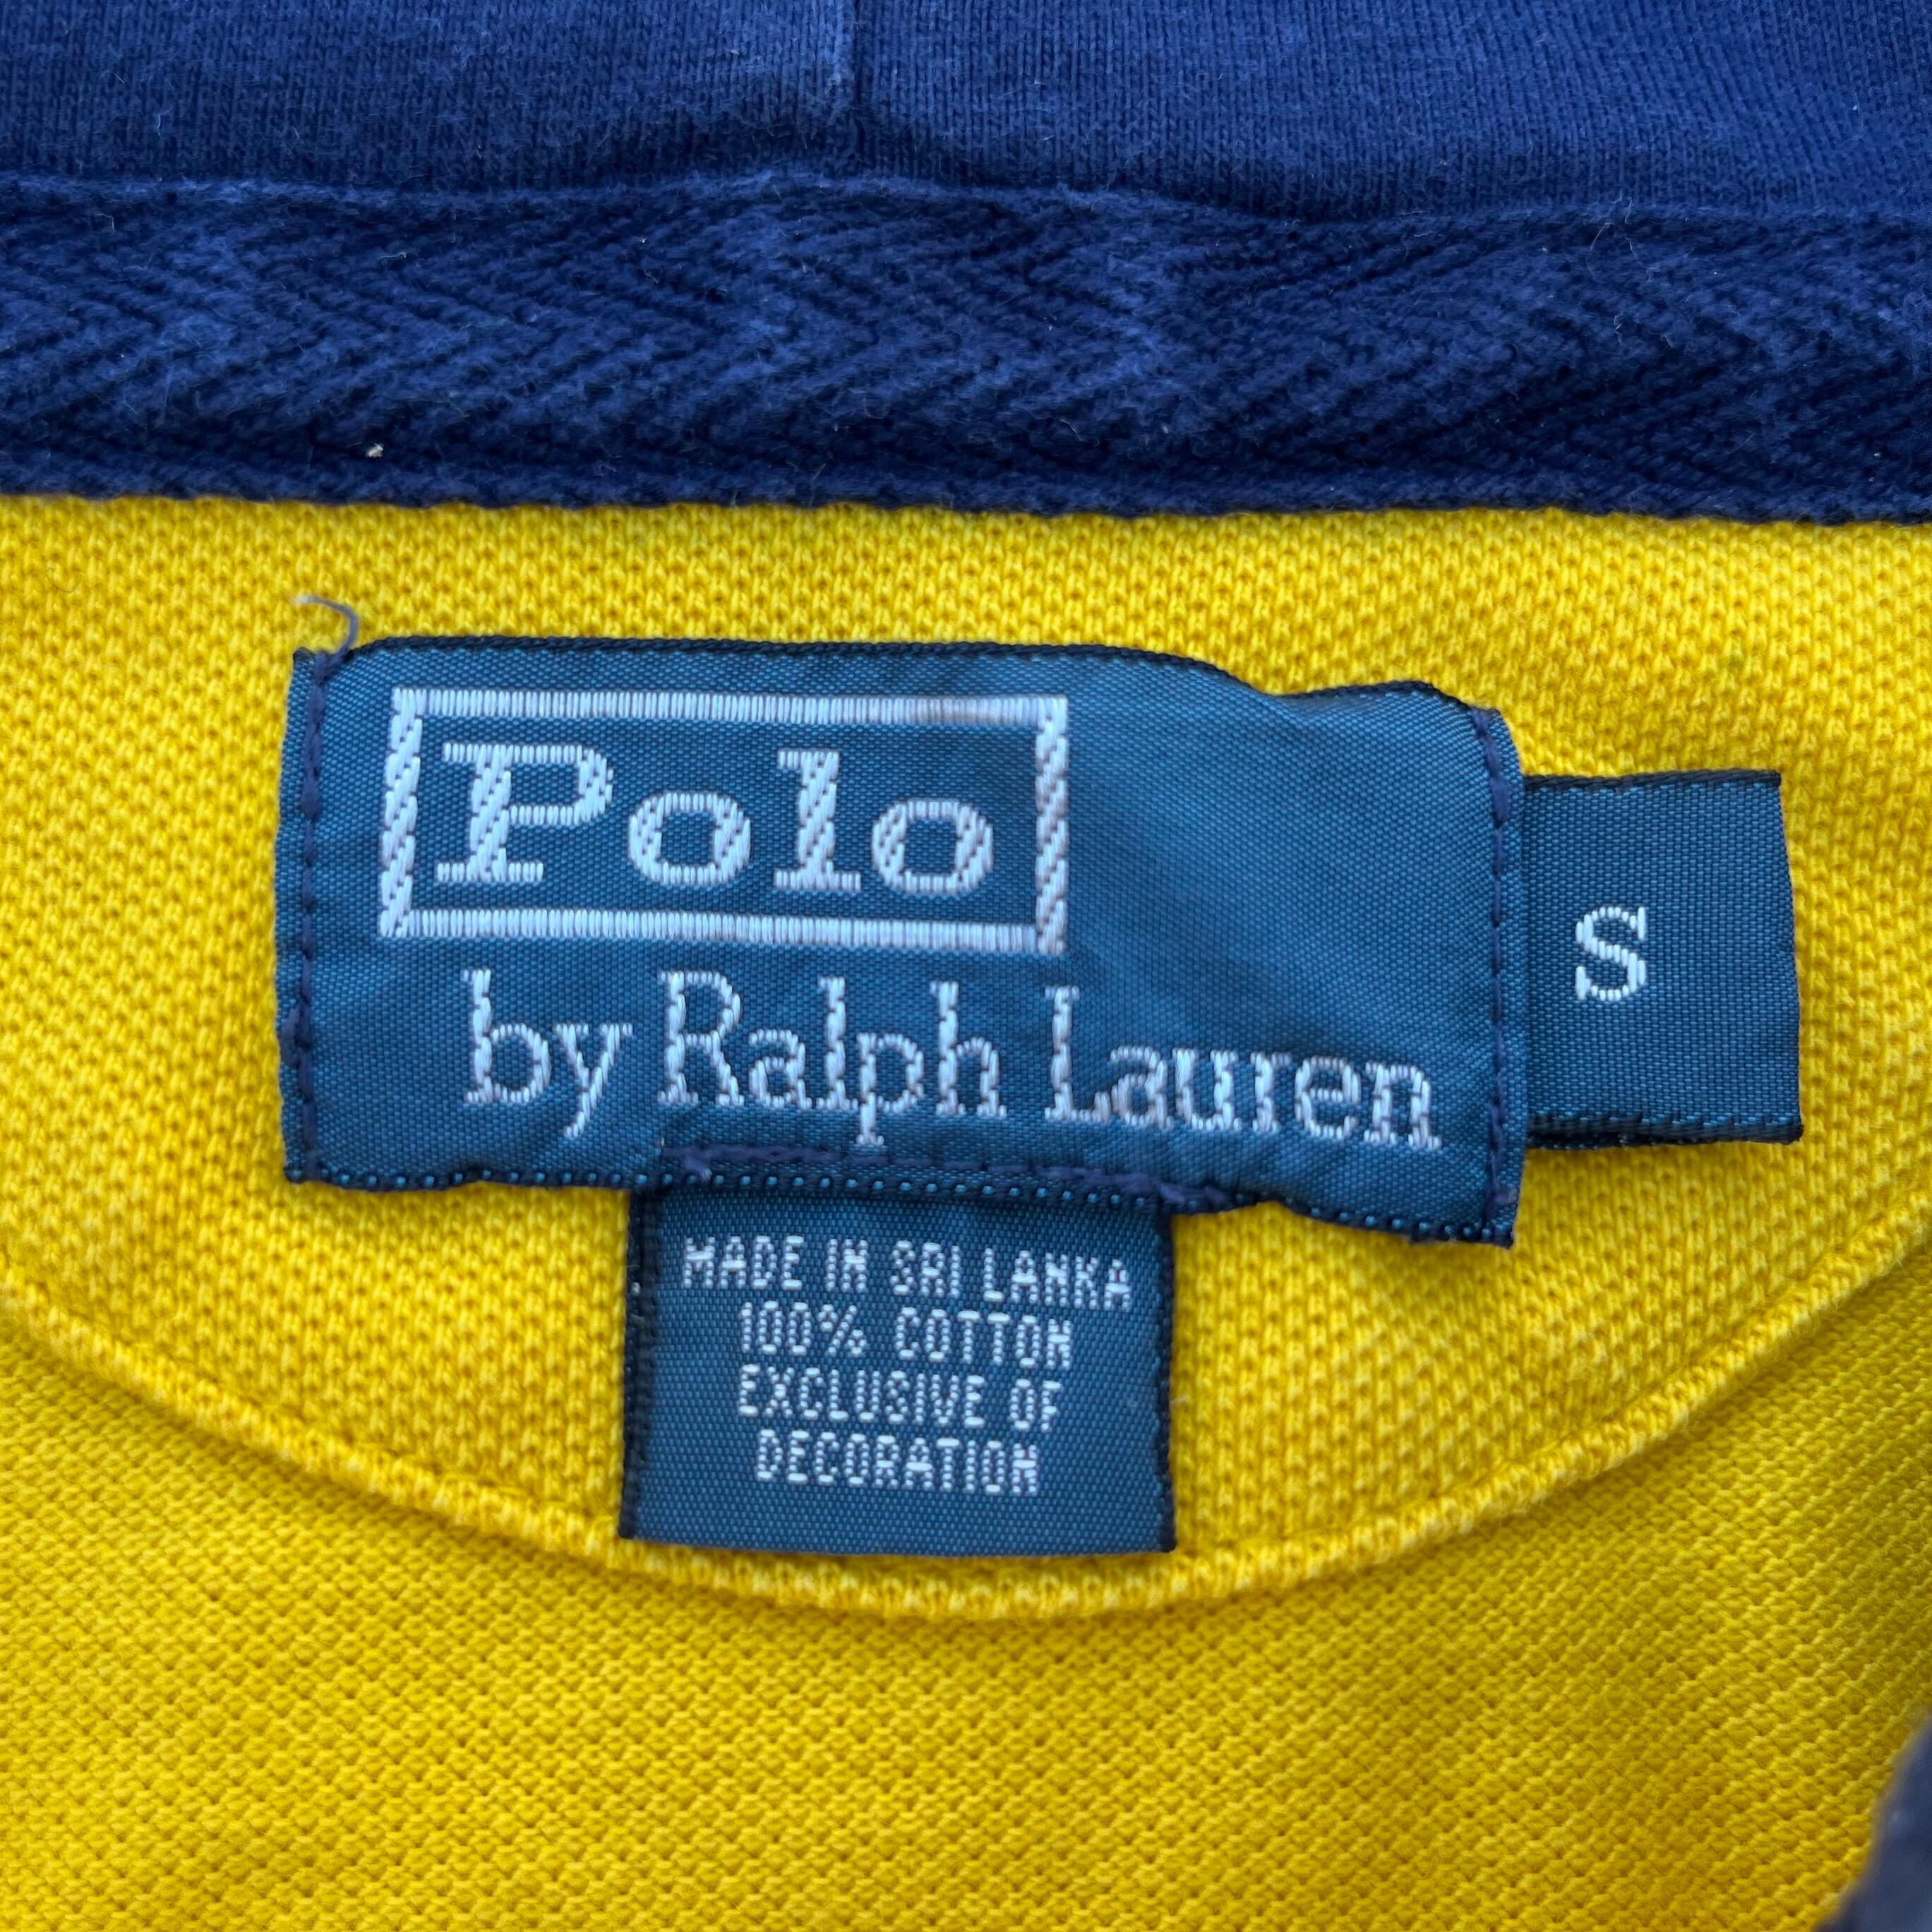 Polo
by Ralph Lauren
S
MADE IN SRI LANKA
100% COTTON
EXCLUSIVE OF
DECORATION